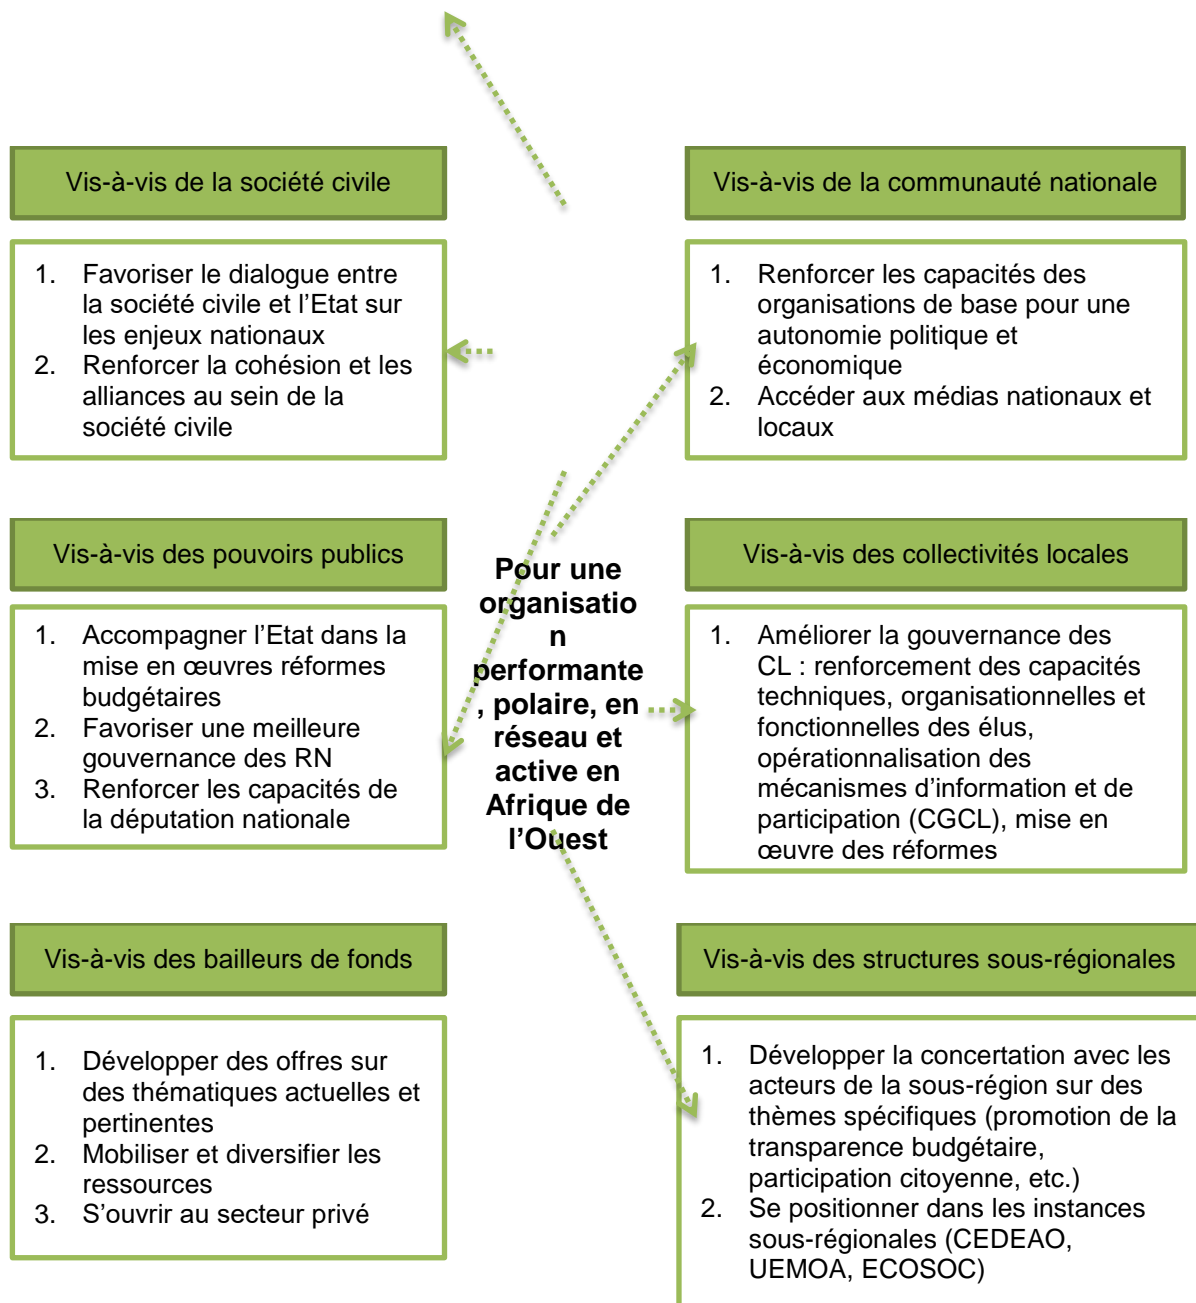 Vis-à-vis de la société civile
1. Favoriser le dialogue entre
la société civile et l’Etat sur
les enjeux nationaux
2. Renforcer la cohésion et les
alliances au sein de la
société civile
Vis-à-vis de la communauté nationale
1. Renforcer les capacités des
organisations de base pour une
autonomie politique et
économique
2. Accéder aux médias nationaux et
locaux
Vis-à-vis des pouvoirs publics
1. Accompagner l’Etat dans la
mise en œuvres réformes
budgétaires
2. Favoriser une meilleure
gouvernance des RN
3. Renforcer les capacités de
la députation nationale
Pour une
organisatio
n
performante
, polaire, en
réseau et
active en
Afrique de
l’Ouest
Vis-à-vis des collectivités locales
1. Améliorer la gouvernance des
CL : renforcement des capacités
techniques, organisationnelles et
fonctionnelles des élus,
opérationnalisation des
mécanismes d’information et de
participation (CGCL), mise en
œuvre des réformes
Vis-à-vis des bailleurs de fonds
1. Développer des offres sur
des thématiques actuelles et
pertinentes
2. Mobiliser et diversifier les
ressources
3. S’ouvrir au secteur privé
Vis-à-vis des structures sous-régionales
1. Développer la concertation avec les
acteurs de la sous-région sur des
thèmes spécifiques (promotion de la
transparence budgétaire,
participation citoyenne, etc.)
2. Se positionner dans les instances
sous-régionales (CEDEAO,
UEMOA, ECOSOC)